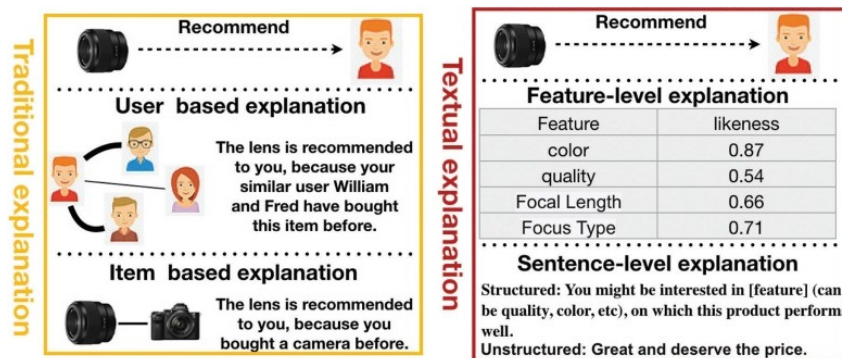 Traditional explanation
Recommend
User based explanation
The lens is recommended
to you, because your
similar user William
and Fred have bought
this item before.
Item based explanation
The lens is recommended
to you, because you
bought a camera before.
Textual explanation
Recommend
Feature-level explanation
Feature likeness
color 0.87
quality 0.54
Focal Length 0.66
Focus Type 0.71
Sentence-level explanation
Structured: You might be interested in [feature] (can
be quality, color, etc), on which this product performs
well.
Unstructured: Great and deserve the price.